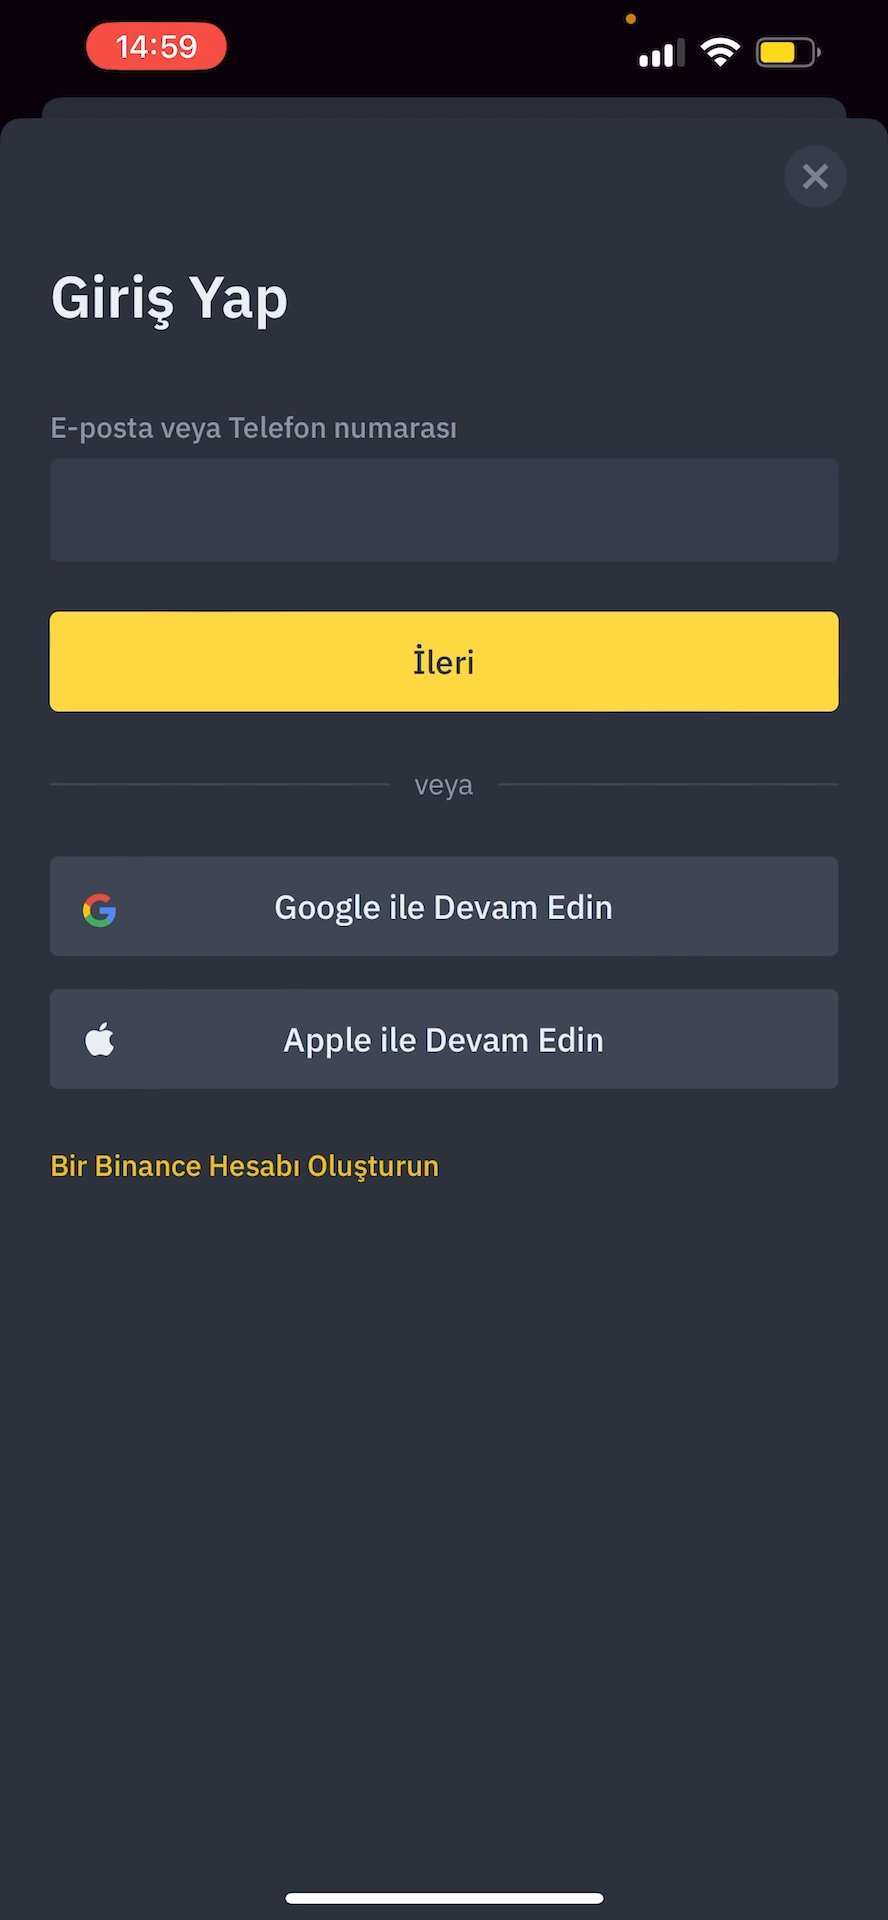 14:59
Giriş Yap
E-posta veya Telefon numarası
İleri
veya
Google ile Devam Edin
Apple ile Devam Edin
Bir Binance Hesabı Oluşturun